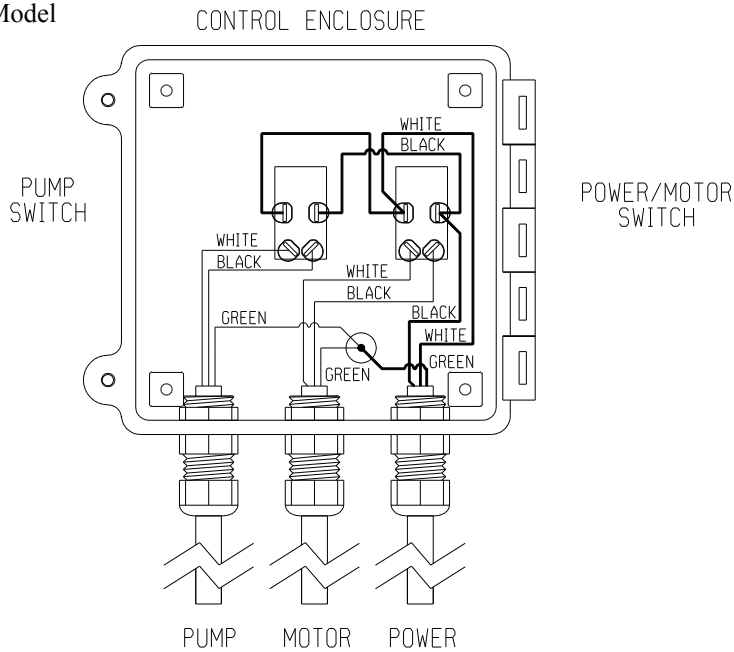 Model
CONTROL ENCLOSURE
WHITE
BLACK
PUMP
SWITCH
POWER/MOTOR
SWITCH
WHITE
BLACK
WHITE
BLACK
BLACK
GREEN
WHITE
GREEN
GREEN
PUMP
MOTOR
POWER